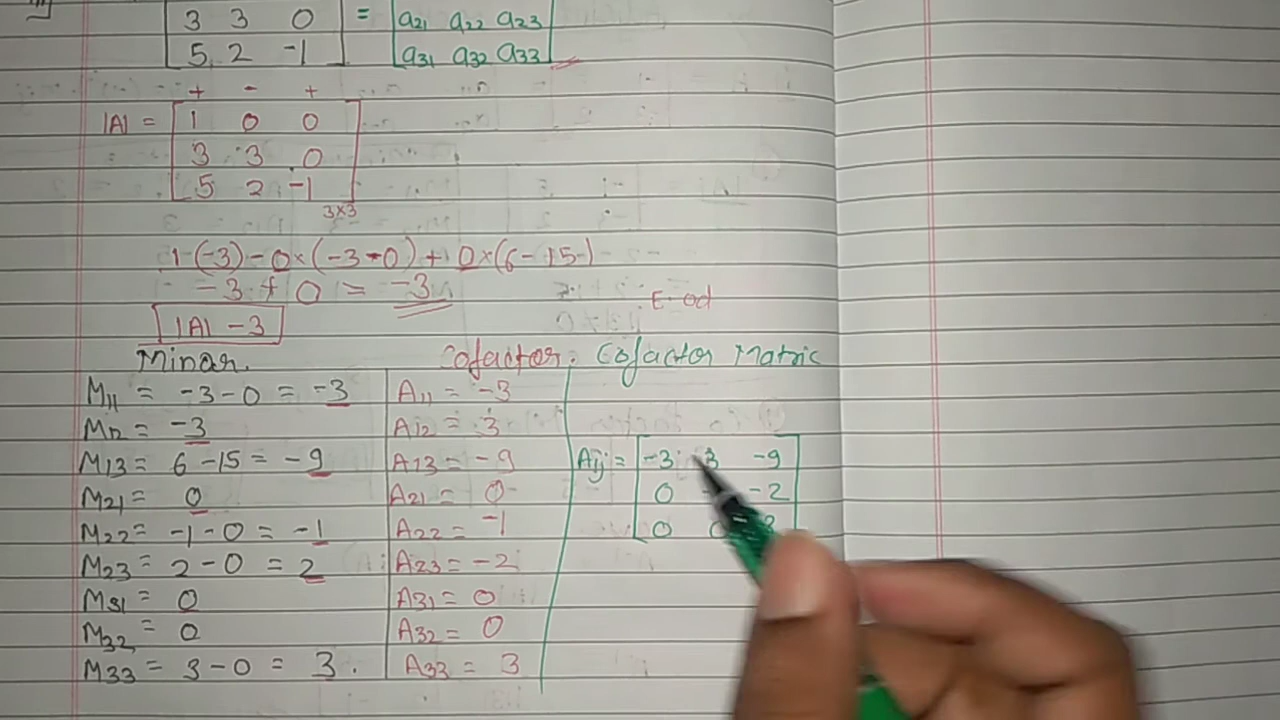 3 3 0 = a21 a22 a23
5 2 -1 a31 a32 a33
+ - +
|A| = 1 0 0
3 3 0
5 2 -1
3×3
1(-3) - 0×(-3-0) + 0×(6-15)
-3 + 0 = -3
E-od
|A| -3
Minar. Cofactor. Cofactor Matric
M11 = -3-0 = -3 A11 = -3
M12 = -3 A12 = 3
M13 = 6-15 = -9 A13 = -9 Aij = -3 3 -9
M21 = 0 A21 = 0 0 - -2
M22 = -1-0 = -1 A22 = -1 0
M23 = 2-0 = 2 A23 = -2
M31 = 0 A31 = 0
M32 = 0 A32 = 0
M33 = 3-0 = 3. A33 = 3